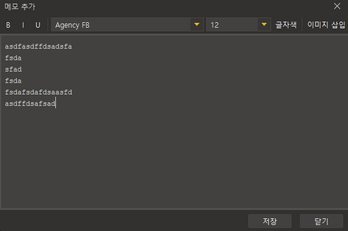 메모 추가
B I U Agency FB 12 글자색 이미지 삽입
asdfasdffdsadsfa
fsda
sfad
fsda
fsdafsdafdsaasfd
asdffdsafsad
저장 닫기